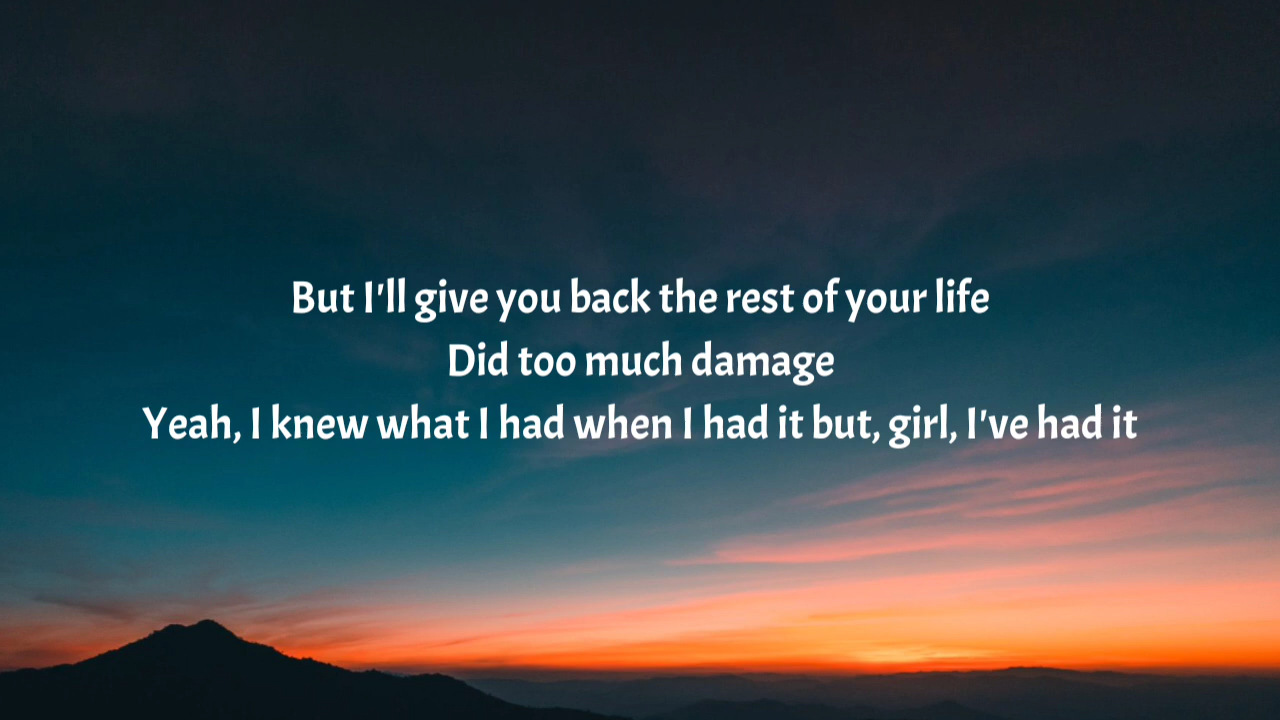 But I'll give you back the rest of your life
Did too much damage
Yeah, I knew what I had when I had it but, girl, I've had it